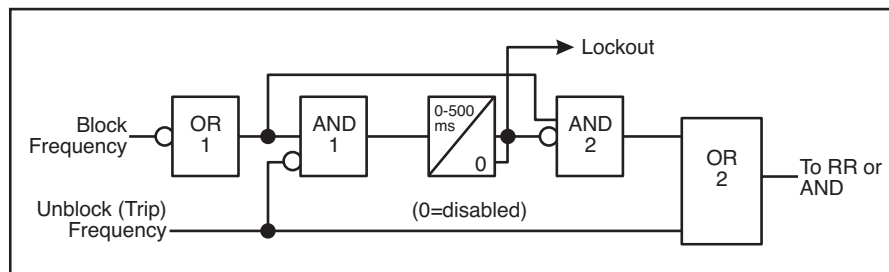 Lockout
Block
Frequency
OR
1
AND
1
0-500
ms
0
AND
2
OR
2
To RR or
AND
Unblock (Trip)
Frequency
(0=disabled)